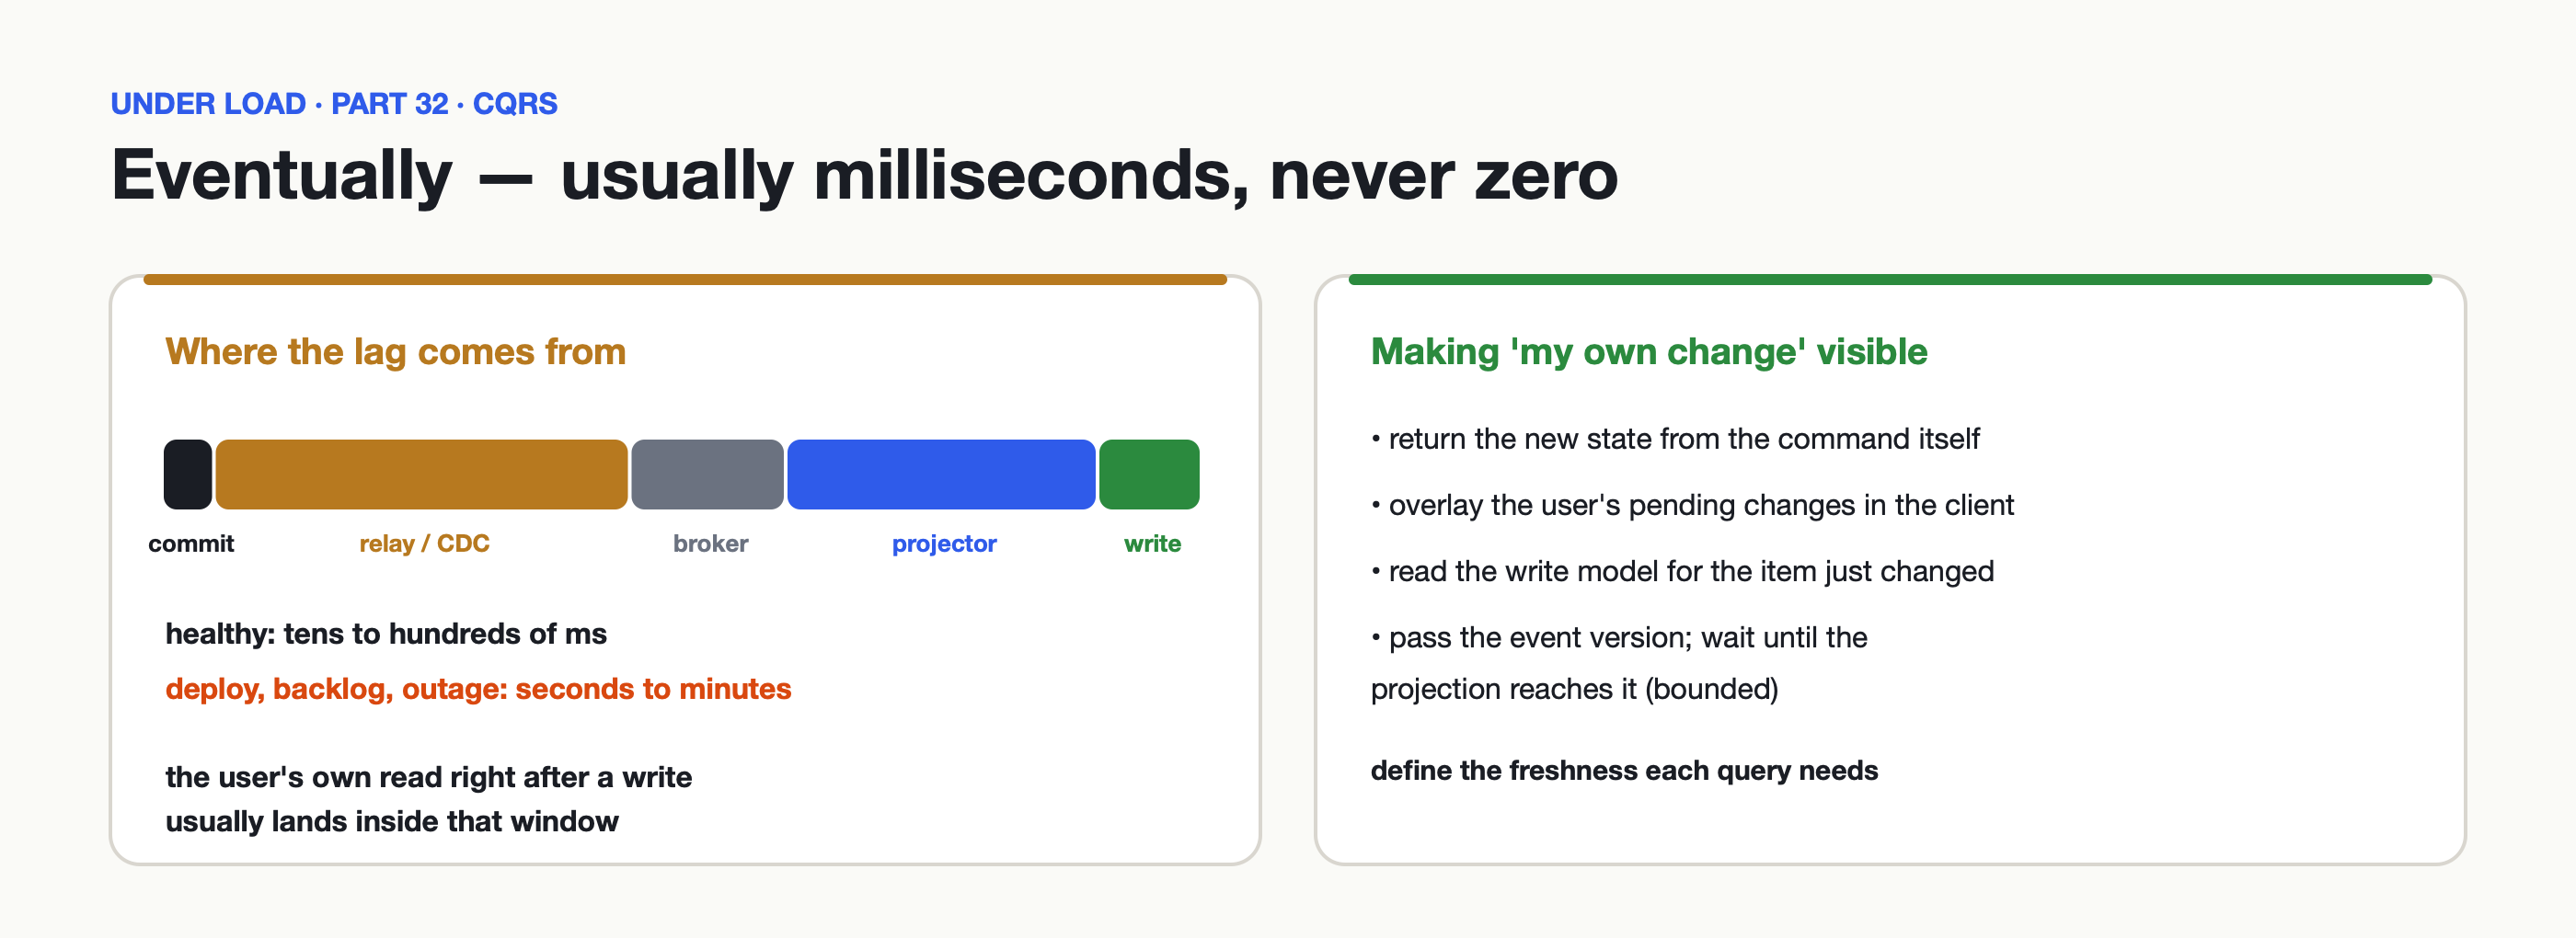 UNDER LOAD · PART 32 · CQRS
Eventually — usually milliseconds, never zero
Where the lag comes from
commit
relay / CDC
broker
projector
write
healthy: tens to hundreds of ms
deploy, backlog, outage: seconds to minutes
the user's own read right after a write
usually lands inside that window
Making 'my own change' visible
• return the new state from the command itself
• overlay the user's pending changes in the client
• read the write model for the item just changed
• pass the event version; wait until the
projection reaches it (bounded)
define the freshness each query needs